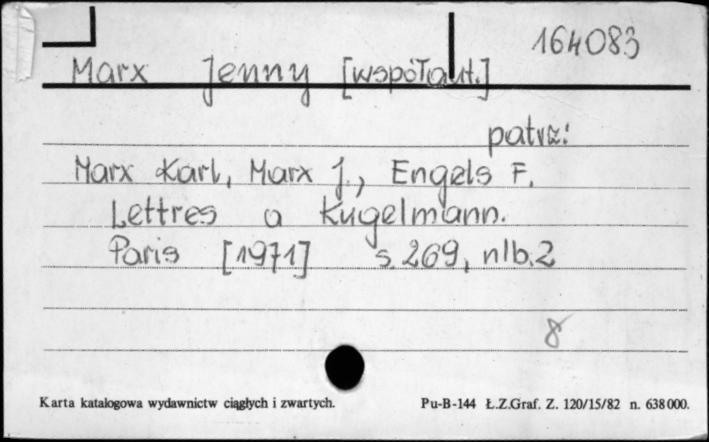 164083
Marx Jenny [współaut.]
patrz:
Marx Karl, Marx J., Engels F.
Lettres a Kugelmann.
Paris [1971] s. 269, nlb. 2
8
Karta katalogowa wydawnictw ciągłych i zwartych. Pu-B-144 Ł.Z.Graf. Z. 120/15/82 n. 638000.